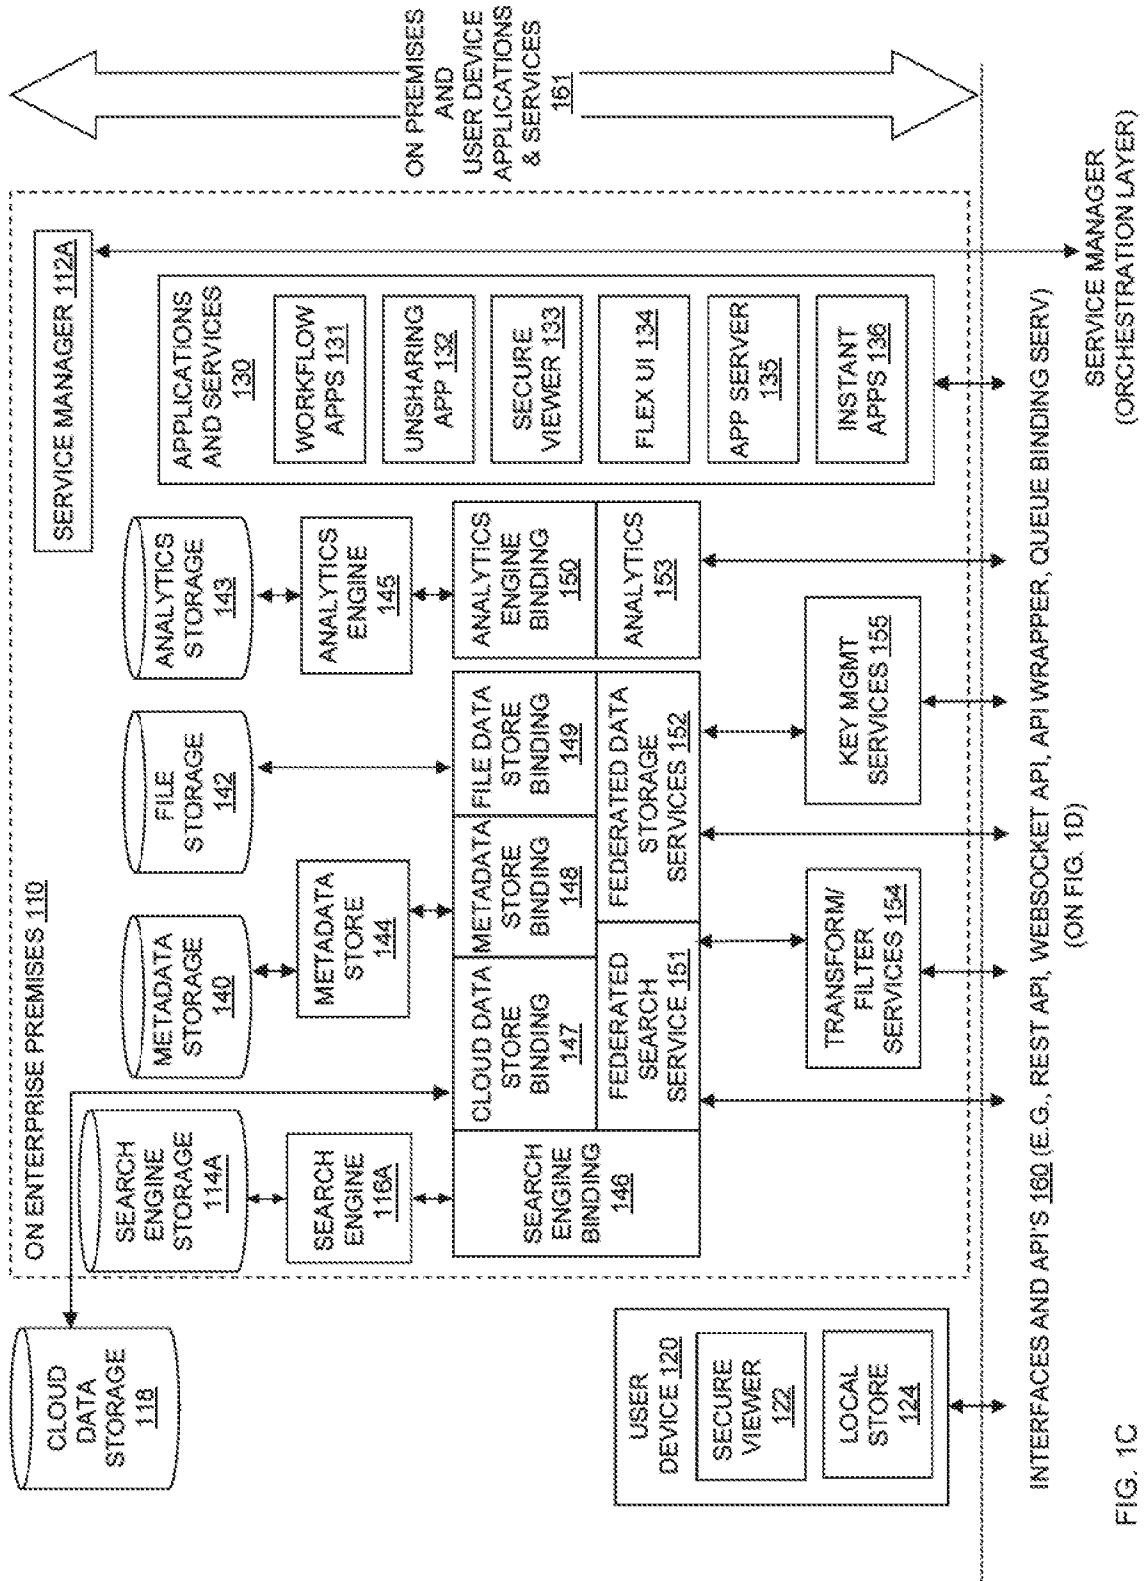 CLOUD
DATA
STORAGE
118
ON ENTERPRISE PREMISES 110
SEARCH
ENGINE
STORAGE
114A
METADATA
STORAGE
140
FILE
STORAGE
142
ANALYTICS
STORAGE
143
SERVICE MANAGER 112A
SEARCH
ENGINE
116A
METADATA
STORE
144
ANALYTICS
ENGINE
145
SEARCH
ENGINE
BINDING
146
CLOUD DATA
STORE
BINDING
147
METADATA
STORE
BINDING
148
FILE DATA
STORE
BINDING
149
ANALYTICS
ENGINE
BINDING
150
FEDERATED
SEARCH
SERVICE 151
FEDERATED DATA
STORAGE
SERVICES 152
ANALYTICS
153
TRANSFORM/
FILTER
SERVICES 154
KEY MGMT
SERVICES 155
APPLICATIONS
AND SERVICES
130
WORKFLOW
APPS 131
UNSHARING
APP 132
SECURE
VIEWER 133
FLEX UI 134
APP SERVER
135
INSTANT
APPS 136
ON PREMISES
AND
USER DEVICE
APPLICATIONS
& SERVICES
161
USER
DEVICE 120
SECURE
VIEWER
122
LOCAL
STORE
124
INTERFACES AND API'S 160 (E.G., REST API, WEBSOCKET API, API WRAPPER, QUEUE BINDING SERV)
(ON FIG. 1D)
SERVICE MANAGER
(ORCHESTRATION LAYER)
FIG. 1C